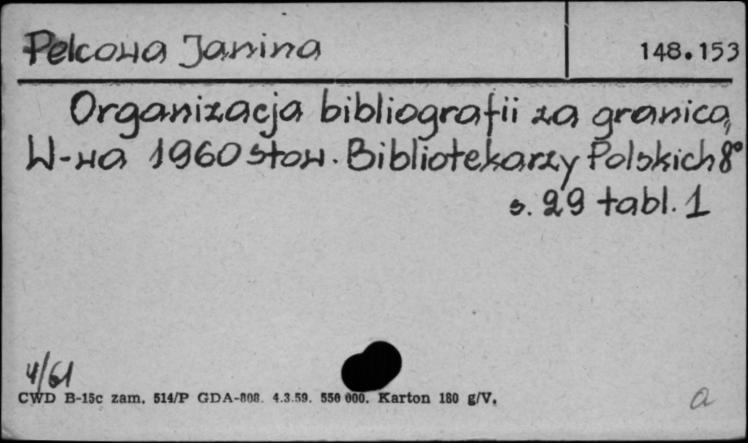 Pelcowa Janina
148.153
Organizacja bibliografii za granicą
W-wa 1960 Stow. Bibliotekarzy Polskich 8°
s. 29 tabl. 1
4/61
CWD B-15c zam. 514/P GDA-808. 4.3.59. 550 000. Karton 180 g/V.
a